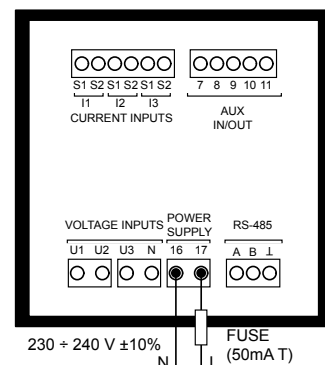 S1 S2 S1 S2 S1 S2
I1 I2 I3
CURRENT INPUTS
7 8 9 10 11
AUX
IN/OUT
VOLTAGE INPUTS
POWER
SUPPLY
RS-485
U1 U2 U3 N 16 17 A B ⊥
230 ÷ 240 V ±10%
N L
FUSE
(50mA T)